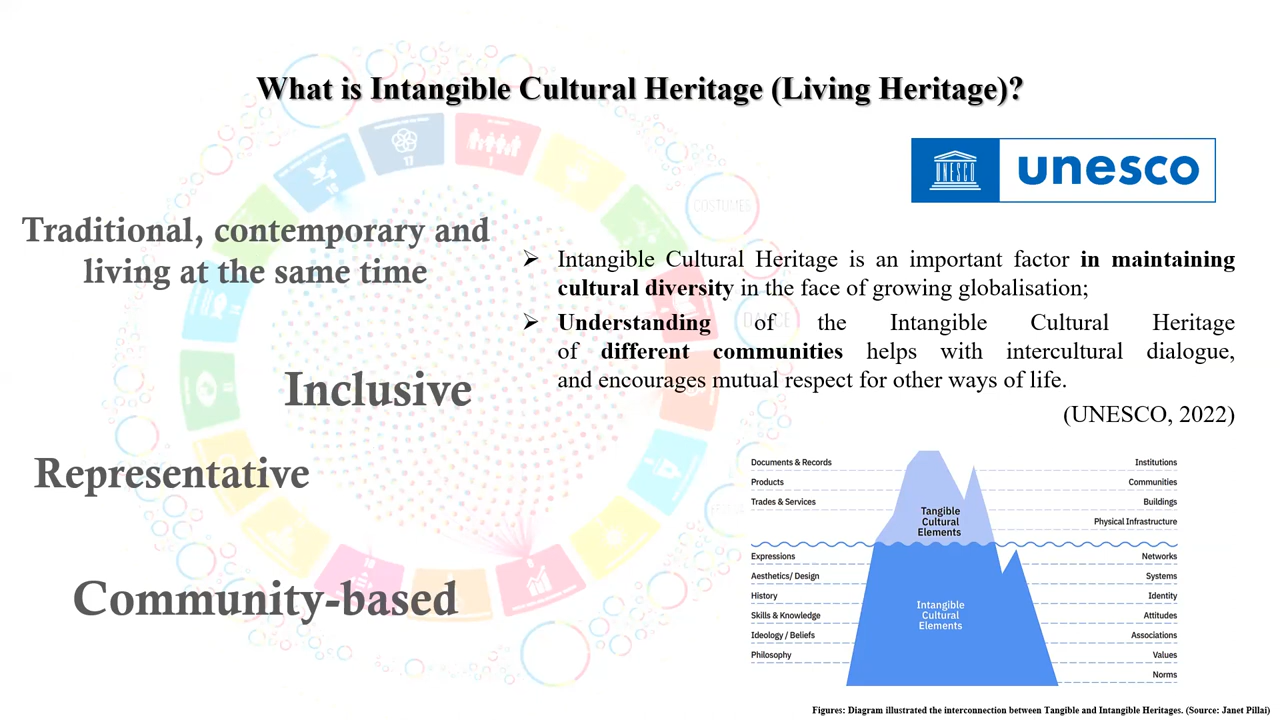 What is Intangible Cultural Heritage (Living Heritage)?
UNESCO
unesco
Traditional, contemporary and
living at the same time
Inclusive
Representative
Community-based
COSTUMES
DANCE
17
➢ Intangible Cultural Heritage is an important factor in maintaining
cultural diversity in the face of growing globalisation;
➢ Understanding of the Intangible Cultural Heritage
of different communities helps with intercultural dialogue,
and encourages mutual respect for other ways of life.
(UNESCO, 2022)
Documents & Records
Products
Trades & Services
Institutions
Communities
Buildings
Physical Infrastructure
Tangible
Cultural
Elements
Expressions
Aesthetics/ Design
History
Skills & Knowledge
Ideology / Beliefs
Philosophy
Networks
Systems
Identity
Attitudes
Associations
Values
Norms
Intangible
Cultural
Elements
Figures: Diagram illustrated the interconnection between Tangible and Intangible Heritages. (Source: Janet Pillai)